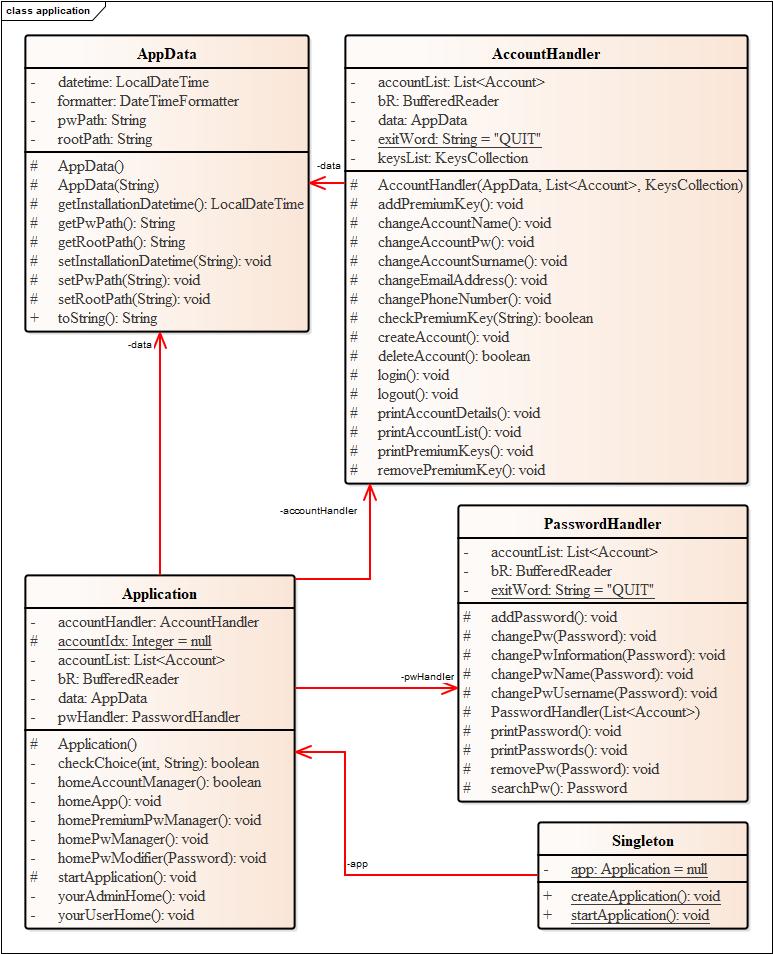 class application
AppData
- datetime: LocalDateTime
- formatter: DateTimeFormatter
- pwPath: String
- rootPath: String
# AppData()
# AppData(String)
# getInstallationDatetime(): LocalDateTime
# getPwPath(): String
# getRootPath(): String
# setInstallationDatetime(String): void
# setPwPath(String): void
# setRootPath(String): void
+ toString(): String
AccountHandler
- accountList: List<Account>
- bR: BufferedReader
- data: AppData
- exitWord: String = "QUIT"
- keysList: KeysCollection
# AccountHandler(AppData, List<Account>, KeysCollection)
# addPremiumKey(): void
# changeAccountName(): void
# changeAccountPw(): void
# changeAccountSurname(): void
# changeEmailAddress(): void
# changePhoneNumber(): void
# checkPremiumKey(String): boolean
# createAccount(): void
# deleteAccount(): boolean
# login(): void
# logout(): void
# printAccountDetails(): void
# printAccountList(): void
# printPremiumKeys(): void
# removePremiumKey(): void
-data
-data
-accountHandler
PasswordHandler
- accountList: List<Account>
- bR: BufferedReader
- exitWord: String = "QUIT"
# addPassword(): void
# changePw(Password): void
# changePwInformation(Password): void
# changePwName(Password): void
# changePwUsername(Password): void
# PasswordHandler(List<Account>)
# printPassword(): void
# printPasswords(): void
# removePw(Password): void
# searchPw(): Password
Application
- accountHandler: AccountHandler
# accountIdx: Integer = null
- accountList: List<Account>
- bR: BufferedReader
- data: AppData
- pwHandler: PasswordHandler
# Application()
- checkChoice(int, String): boolean
- homeAccountManager(): boolean
- homeApp(): void
- homePremiumPwManager(): void
- homePwManager(): void
- homePwModifier(Password): void
# startApplication(): void
- yourAdminHome(): void
- yourUserHome(): void
-pwHandler
-app
Singleton
- app: Application = null
+ createApplication(): void
+ startApplication(): void